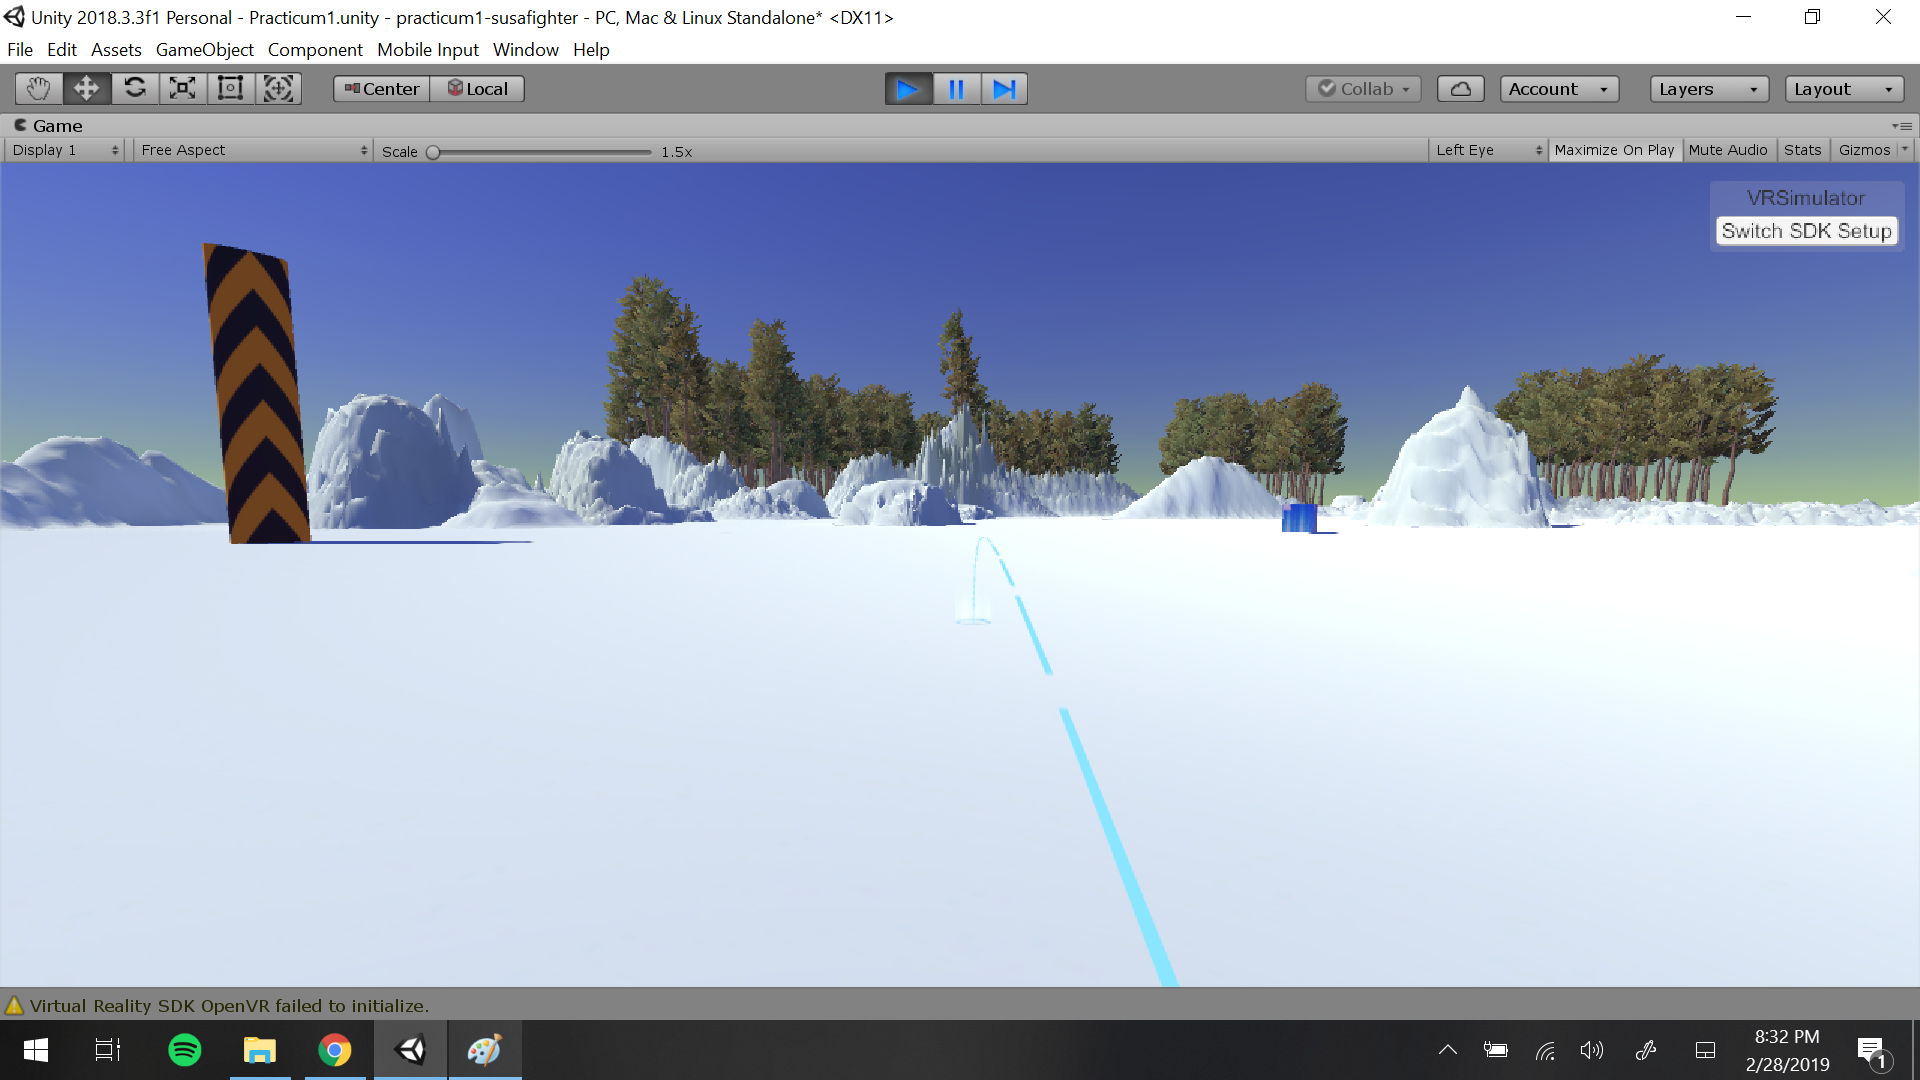 Unity 2018.3.3f1 Personal - Practicum1.unity - practicum1-susafighter - PC, Mac & Linux Standalone* <DX11>
File Edit Assets GameObject Component Mobile Input Window Help
Center Local Collab Account Layers Layout
Game
Display 1 Free Aspect Scale 1.5x Left Eye Maximize On Play Mute Audio Stats Gizmos
VRSimulator
Switch SDK Setup
Virtual Reality SDK OpenVR failed to initialize.
8:32 PM
2/28/2019
1